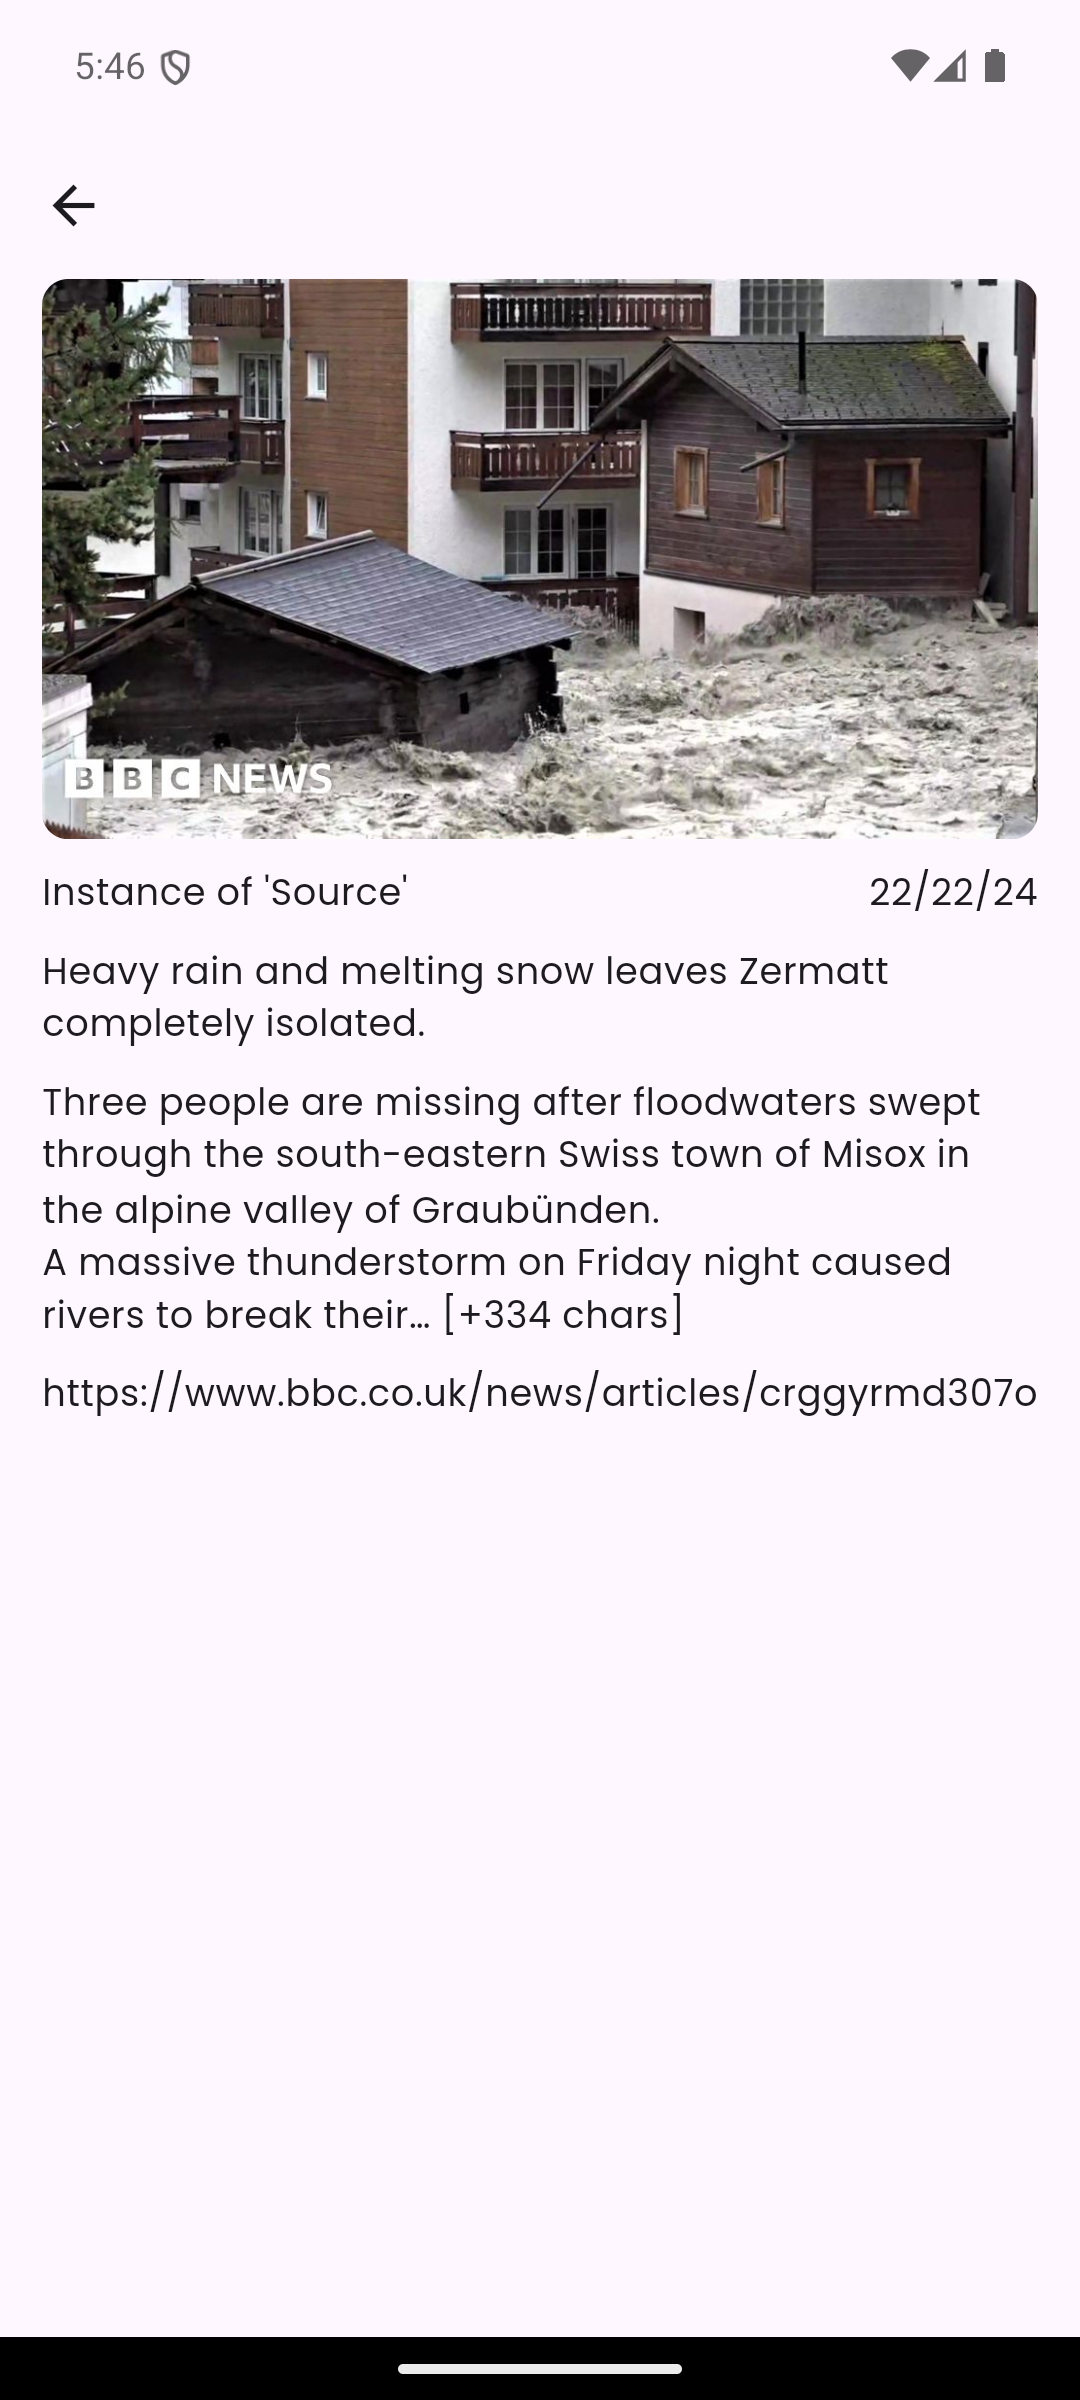 5:46
BBC NEWS
Instance of 'Source' 22/22/24
Heavy rain and melting snow leaves Zermatt
completely isolated.
Three people are missing after floodwaters swept
through the south-eastern Swiss town of Misox in
the alpine valley of Graubünden.
A massive thunderstorm on Friday night caused
rivers to break their… [+334 chars]
https://www.bbc.co.uk/news/articles/crggyrmd307o